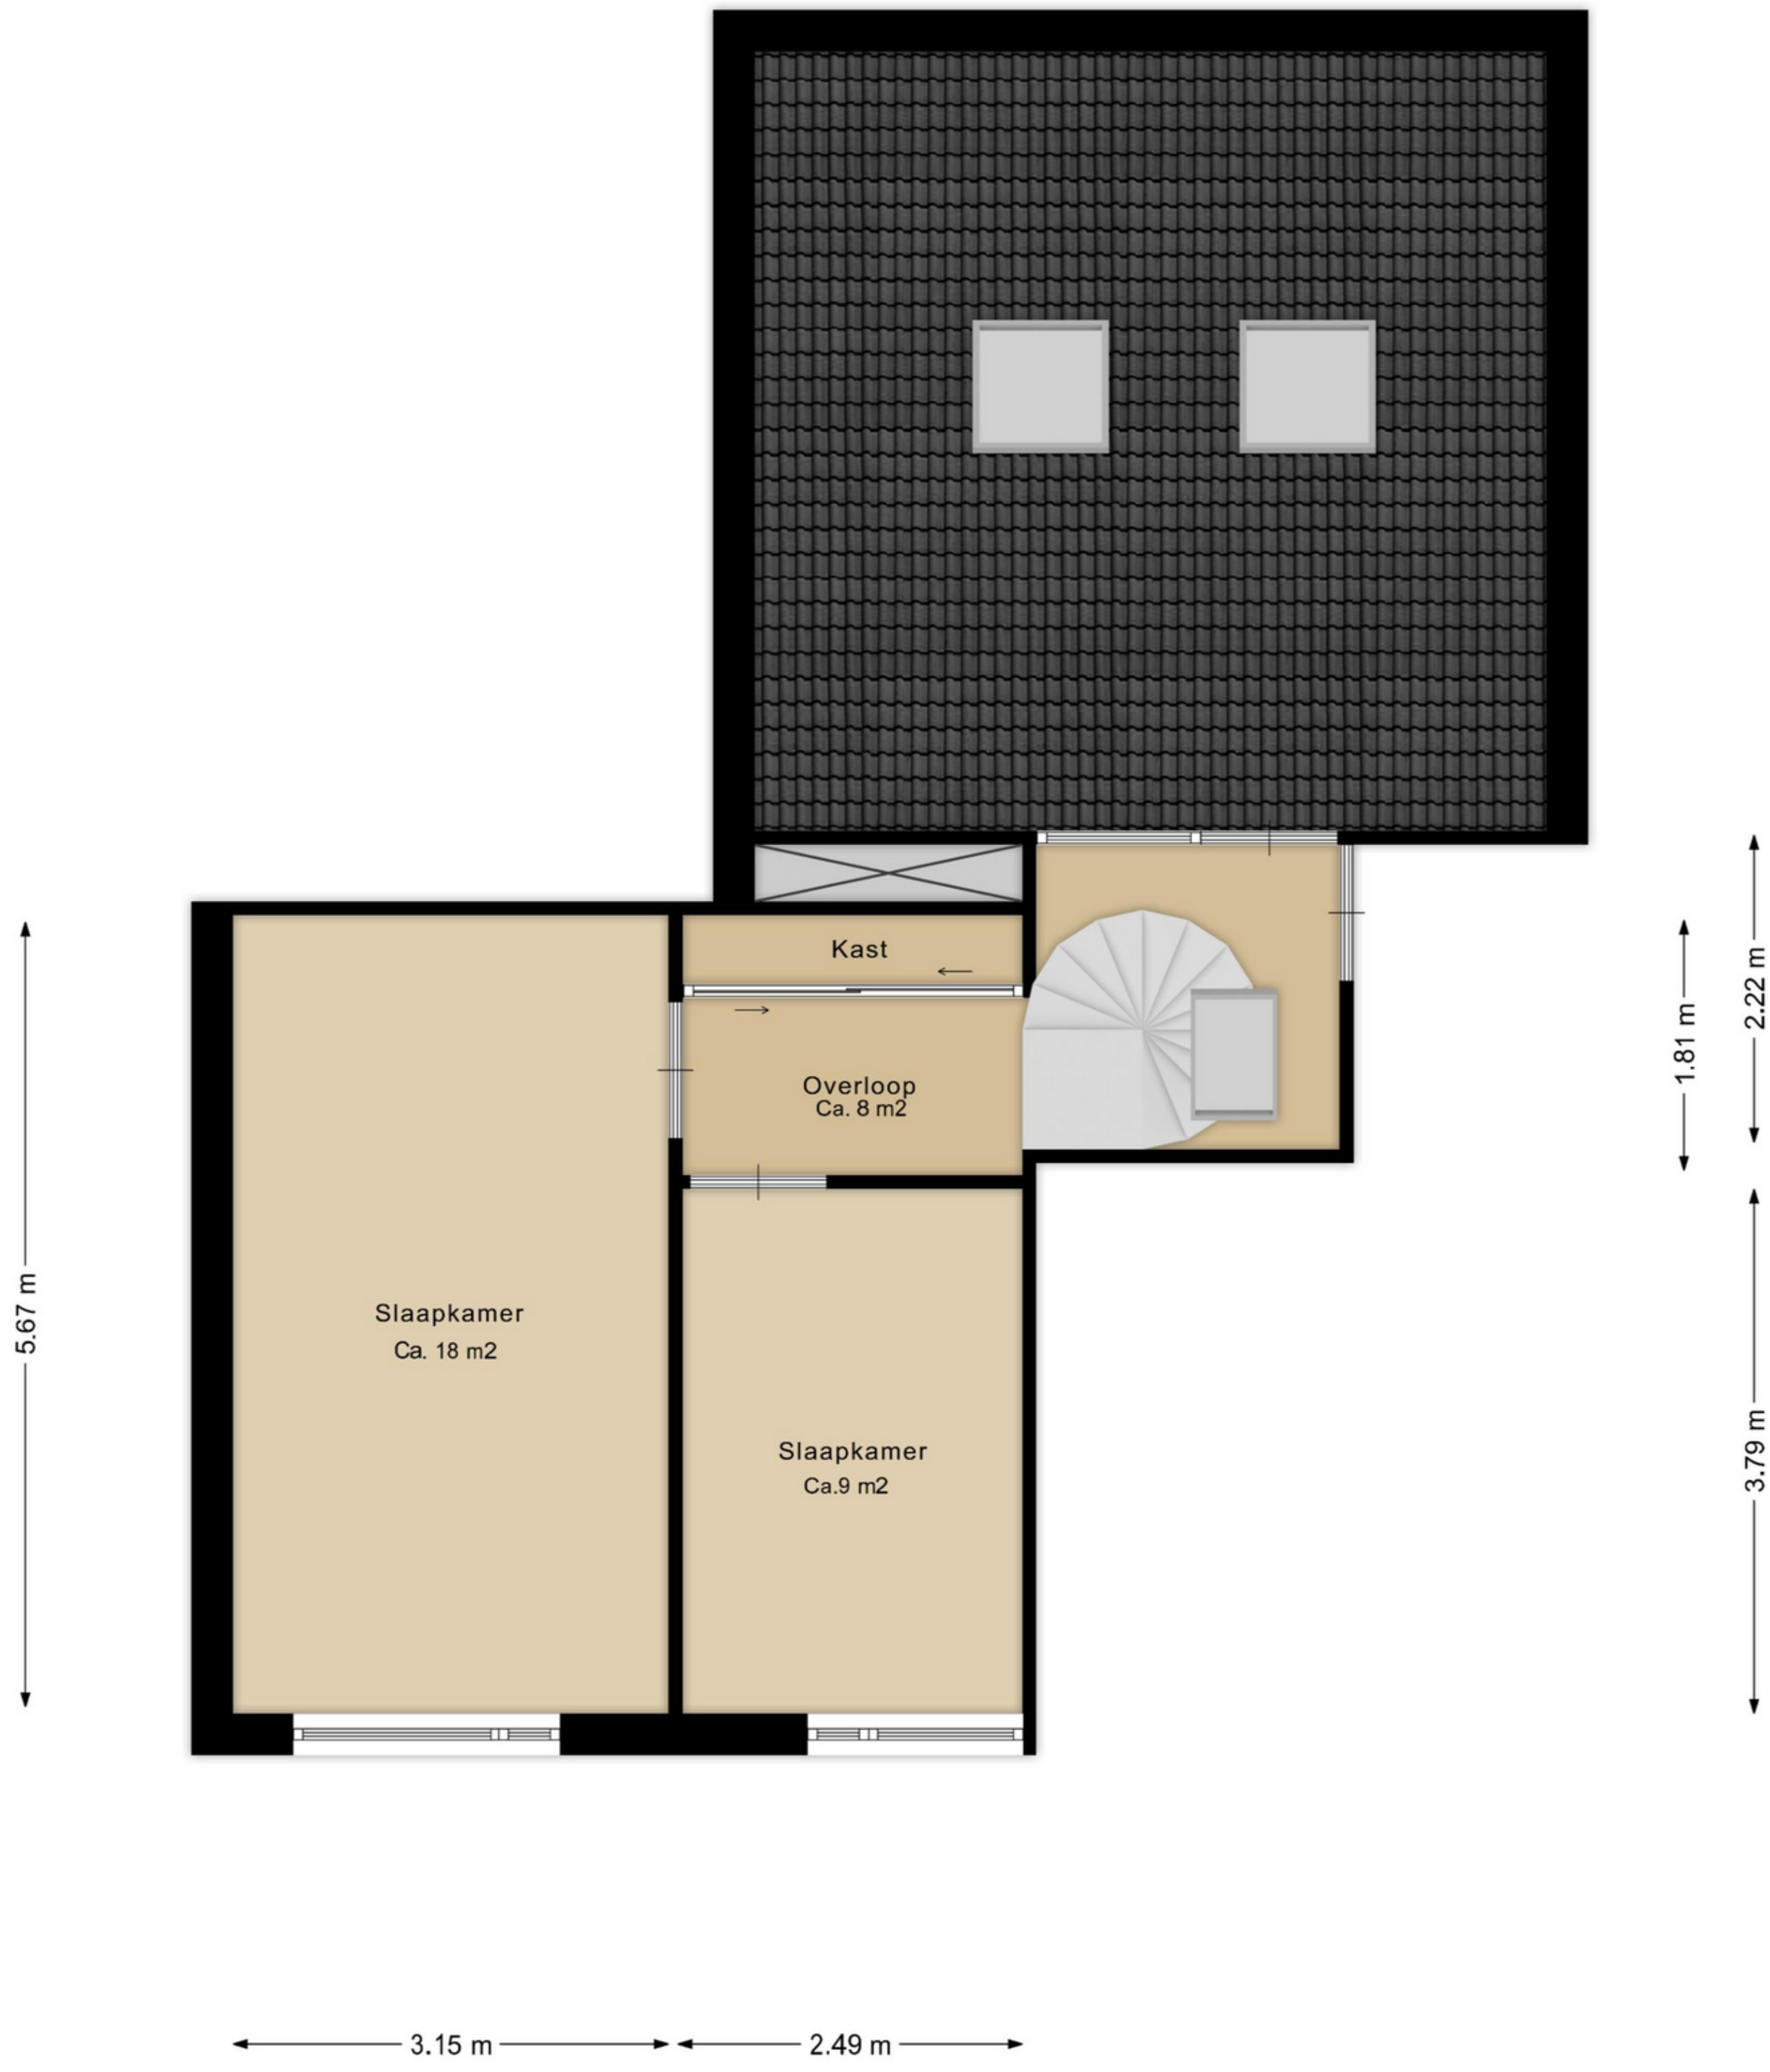 Kast
Overloop
Ca. 8 m2
Slaapkamer
Ca. 18 m2
Slaapkamer
Ca.9 m2
5.67 m
1.81 m
2.22 m
3.79 m
3.15 m
2.49 m